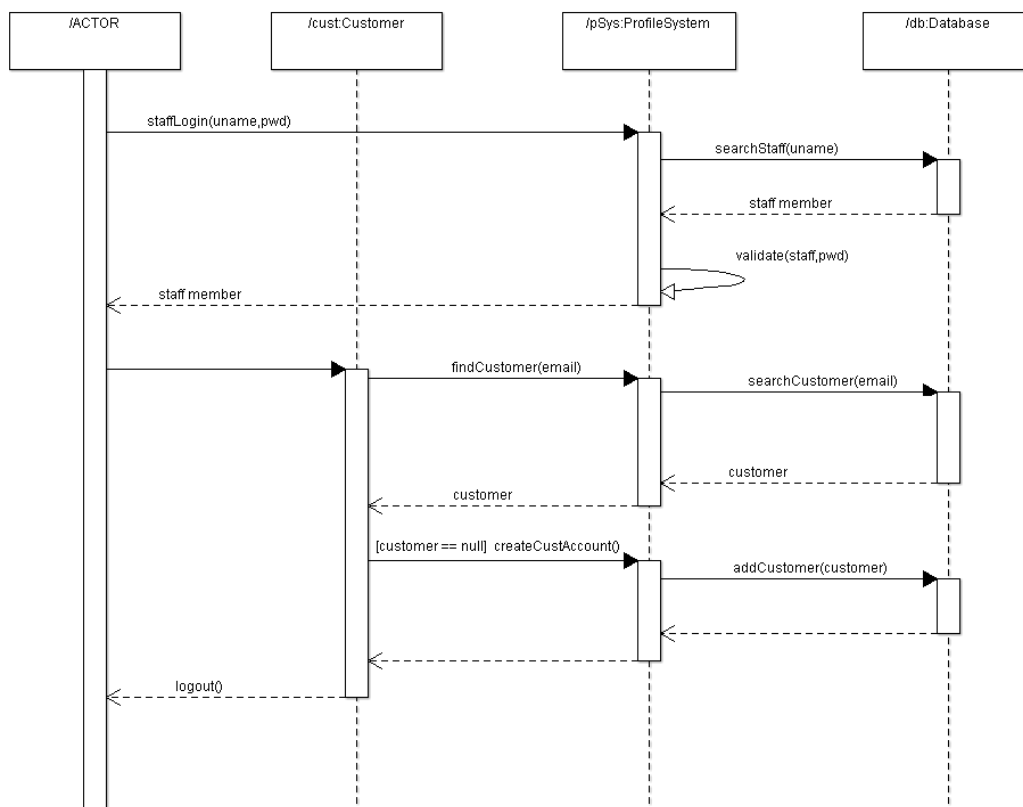 /ACTOR
/cust:Customer
/pSys:ProfileSystem
/db:Database
staffLogin(uname,pwd)
searchStaff(uname)
staff member
validate(staff,pwd)
staff member
findCustomer(email)
searchCustomer(email)
customer
customer
[customer == null] createCustAccount()
addCustomer(customer)
logout()